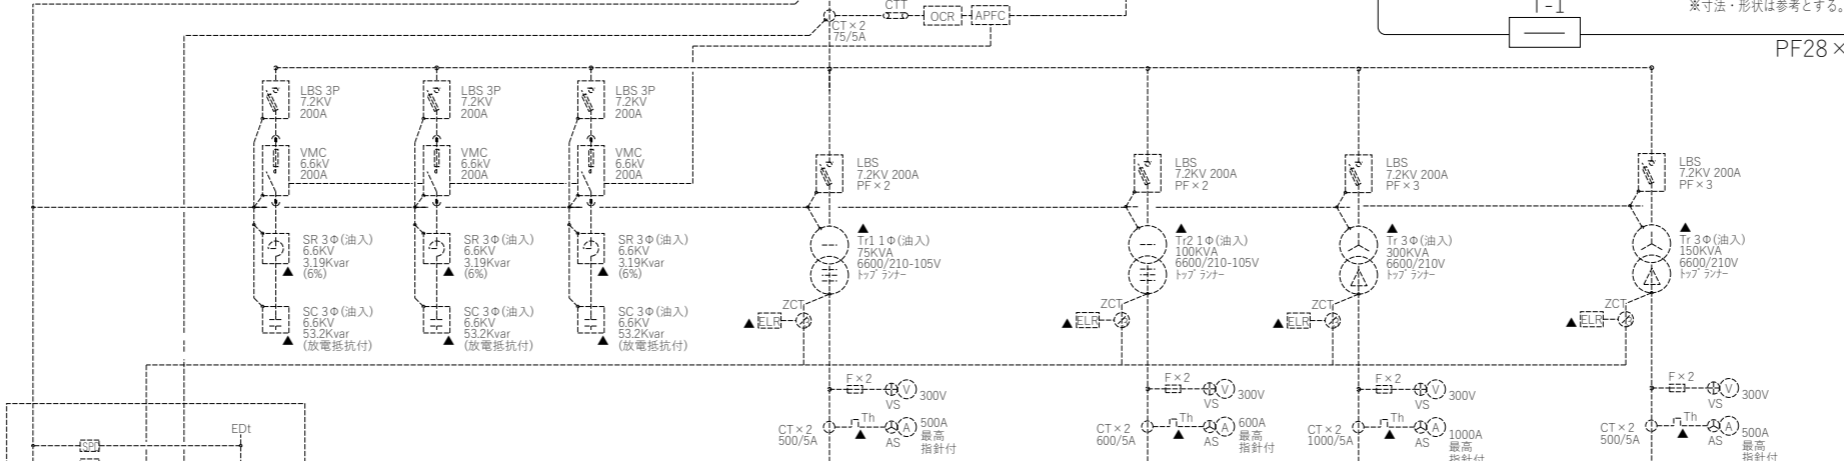 CTT
OCR
APFC
CT×2
75/5A
T-1
※寸法・形状は参考とする。
PF28×
LBS 3P
7.2KV
200A
LBS 3P
7.2KV
200A
LBS 3P
7.2KV
200A
VMC
6.6kV
200A
VMC
6.6kV
200A
VMC
6.6kV
200A
LBS
7.2KV 200A
PF×2
LBS
7.2KV 200A
PF×2
LBS
7.2KV 200A
PF×3
LBS
7.2KV 200A
PF×3
SR 3Φ(油入)
6.6KV
3.19Kvar
(6%)
SR 3Φ(油入)
6.6KV
3.19Kvar
(6%)
SR 3Φ(油入)
6.6KV
3.19Kvar
(6%)
Tr1 1Φ(油入)
75KVA
6600/210-105V
トップランナー
Tr2 1Φ(油入)
100KVA
6600/210-105V
トップランナー
Tr 3Φ(油入)
300KVA
6600/210V
トップランナー
Tr 3Φ(油入)
150KVA
6600/210V
トップランナー
SC 3Φ(油入)
6.6KV
53.2Kvar
(放電抵抗付)
SC 3Φ(油入)
6.6KV
53.2Kvar
(放電抵抗付)
SC 3Φ(油入)
6.6KV
53.2Kvar
(放電抵抗付)
ZCT
ELR
ZCT
ELR
ZCT
ELR
ZCT
ELR
F×2
V
300V
VS
F×2
V
300V
VS
F×2
V
300V
VS
F×2
V
300V
VS
CT×2
500/5A
Th
AS
A
500A
最高
指針付
CT×2
600/5A
Th
AS
A
600A
最高
指針付
CT×2
1000/5A
Th
AS
A
1000A
最高
指針付
CT×2
500/5A
Th
AS
A
500A
最高
指針付
EDt
SPD